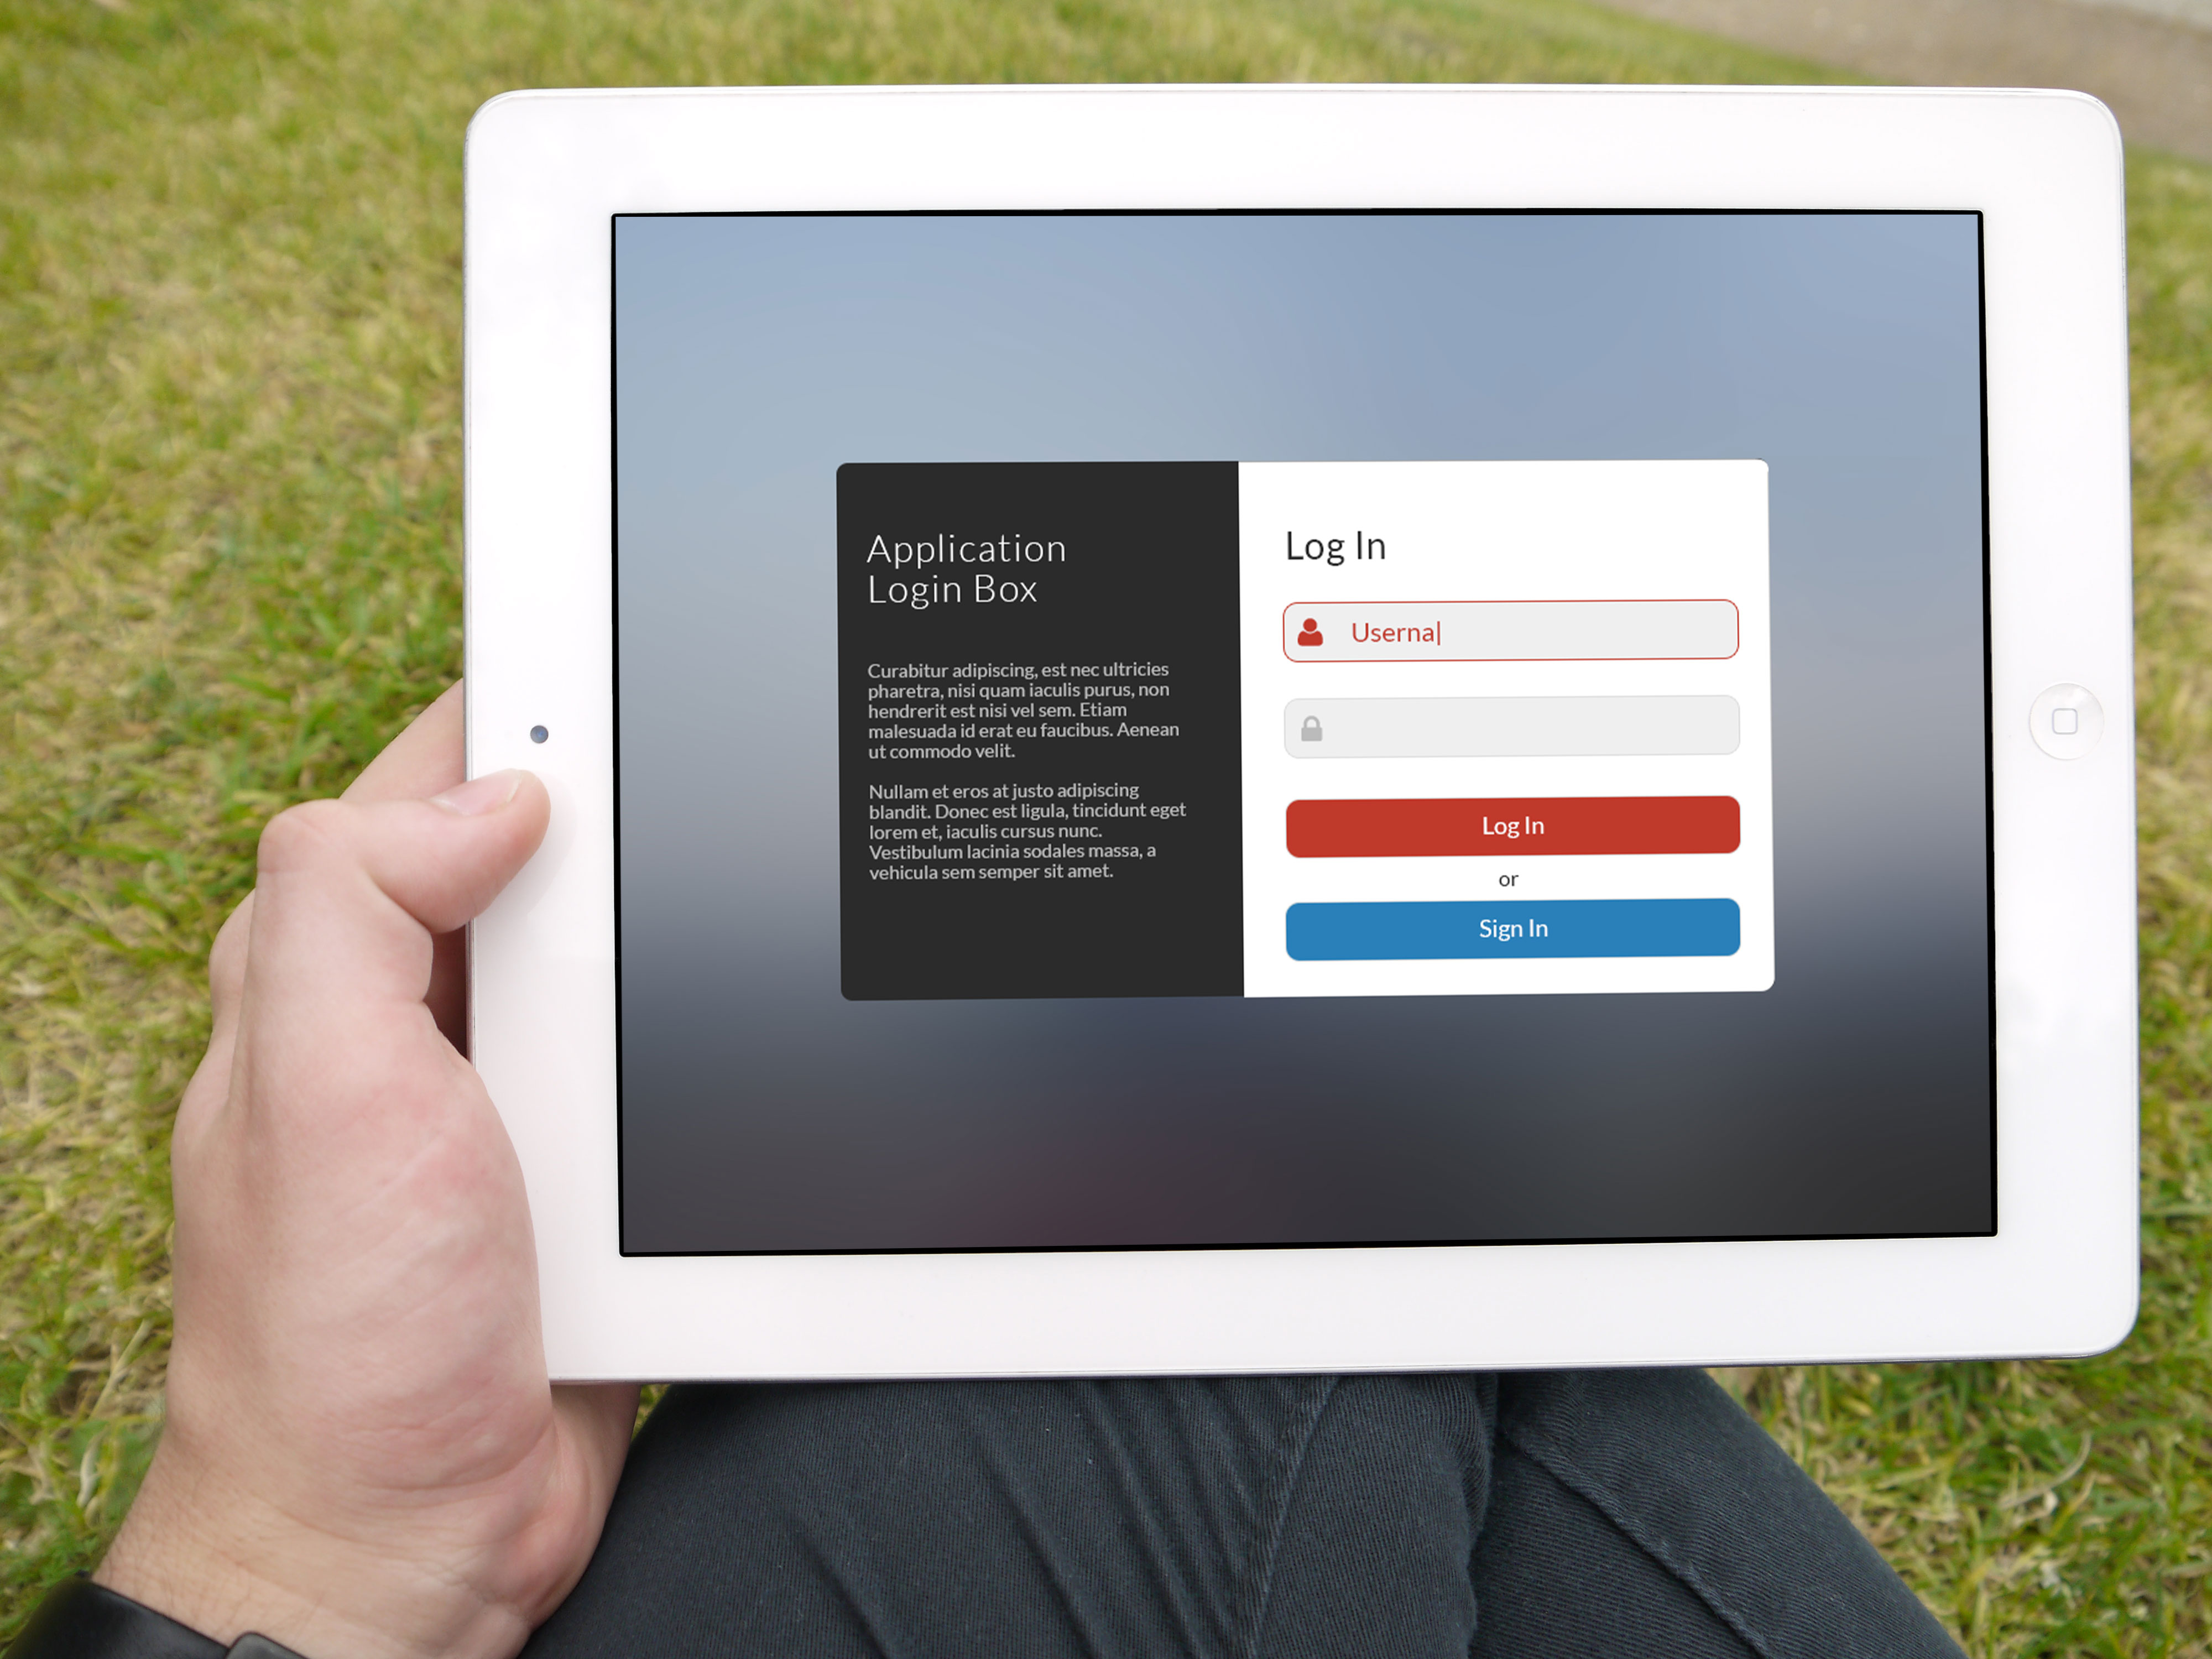 Application
Login Box
Curabitur adipiscing, est nec ultricies
pharetra, nisi quam iaculis purus, non
hendrerit est nisi vel sem. Etiam
malesuada id erat eu faucibus. Aenean
ut commodo velit.
Nullam et eros at justo adipiscing
blandit. Donec est ligula, tincidunt eget
lorem et, iaculis cursus nunc.
Vestibulum lacinia sodales massa, a
vehicula sem semper sit amet.
Log In
Userna|
Log In
or
Sign In